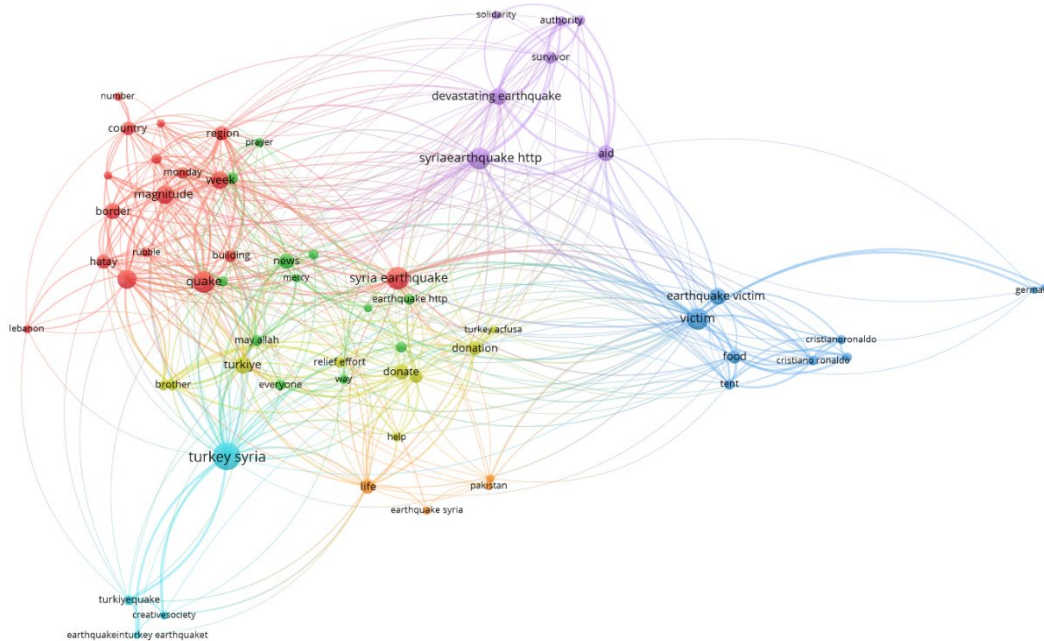 solidarity
authority
survivor
devastating earthquake
number
country
region
prayer
syriaearthquake http
aid
monday
week
magnitude
border
rubble
building
hatay
news
mercy
quake
syria earthquake
germany
earthquake victim
earthquake http
victim
lebanon
turkey acfusa
cristianoronaldo
may allah
donation
food
cristiano ronaldo
turkiye
relief effort
donate
brother
everyone
way
tent
help
turkey syria
life
pakistan
earthquake syria
turkiyequake
creativesociety
earthquakeinturkey earthquaket